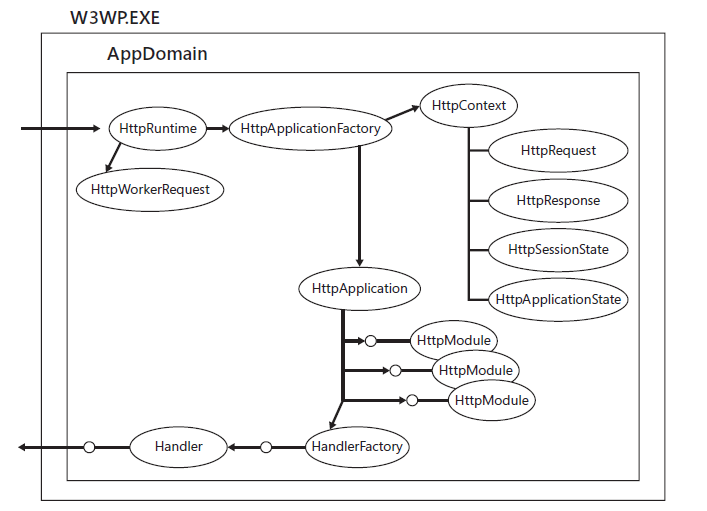 W3WP.EXE
AppDomain
HttpContext
HttpRuntime
HttpApplicationFactory
HttpRequest
HttpWorkerRequest
HttpResponse
HttpSessionState
HttpApplication
HttpApplicationState
HttpModule
HttpModule
HttpModule
Handler
HandlerFactory